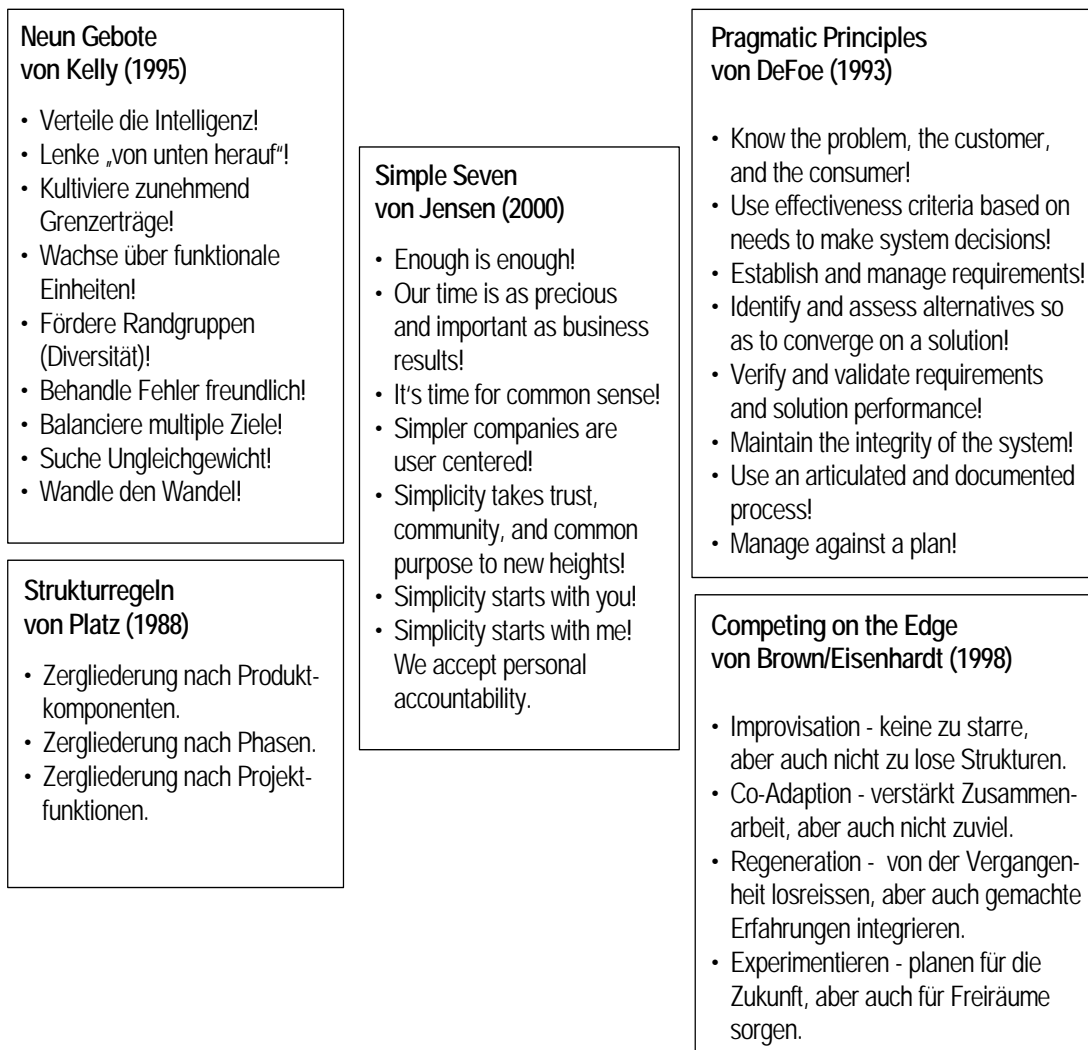 Neun Gebote
von Kelly (1995)
• Verteile die Intelligenz!
• Lenke „von unten herauf“!
• Kultiviere zunehmend
Grenzerträge!
• Wachse über funktionale
Einheiten!
• Fördere Randgruppen
(Diversität)!
• Behandle Fehler freundlich!
• Balanciere multiple Ziele!
• Suche Ungleichgewicht!
• Wandle den Wandel!
Strukturregeln
von Platz (1988)
• Zergliederung nach Produkt-
komponenten.
• Zergliederung nach Phasen.
• Zergliederung nach Projekt-
funktionen.
Simple Seven
von Jensen (2000)
• Enough is enough!
• Our time is as precious
and important as business
results!
• It's time for common sense!
• Simpler companies are
user centered!
• Simplicity takes trust,
community, and common
purpose to new heights!
• Simplicity starts with you!
• Simplicity starts with me!
We accept personal
accountability.
Pragmatic Principles
von DeFoe (1993)
• Know the problem, the customer,
and the consumer!
• Use effectiveness criteria based on
needs to make system decisions!
• Establish and manage requirements!
• Identify and assess alternatives so
as to converge on a solution!
• Verify and validate requirements
and solution performance!
• Maintain the integrity of the system!
• Use an articulated and documented
process!
• Manage against a plan!
Competing on the Edge
von Brown/Eisenhardt (1998)
• Improvisation - keine zu starre,
aber auch nicht zu lose Strukturen.
• Co-Adaption - verstärkt Zusammen-
arbeit, aber auch nicht zuviel.
• Regeneration - von der Vergangen-
heit losreissen, aber auch gemachte
Erfahrungen integrieren.
• Experimentieren - planen für die
Zukunft, aber auch für Freiräume
sorgen.